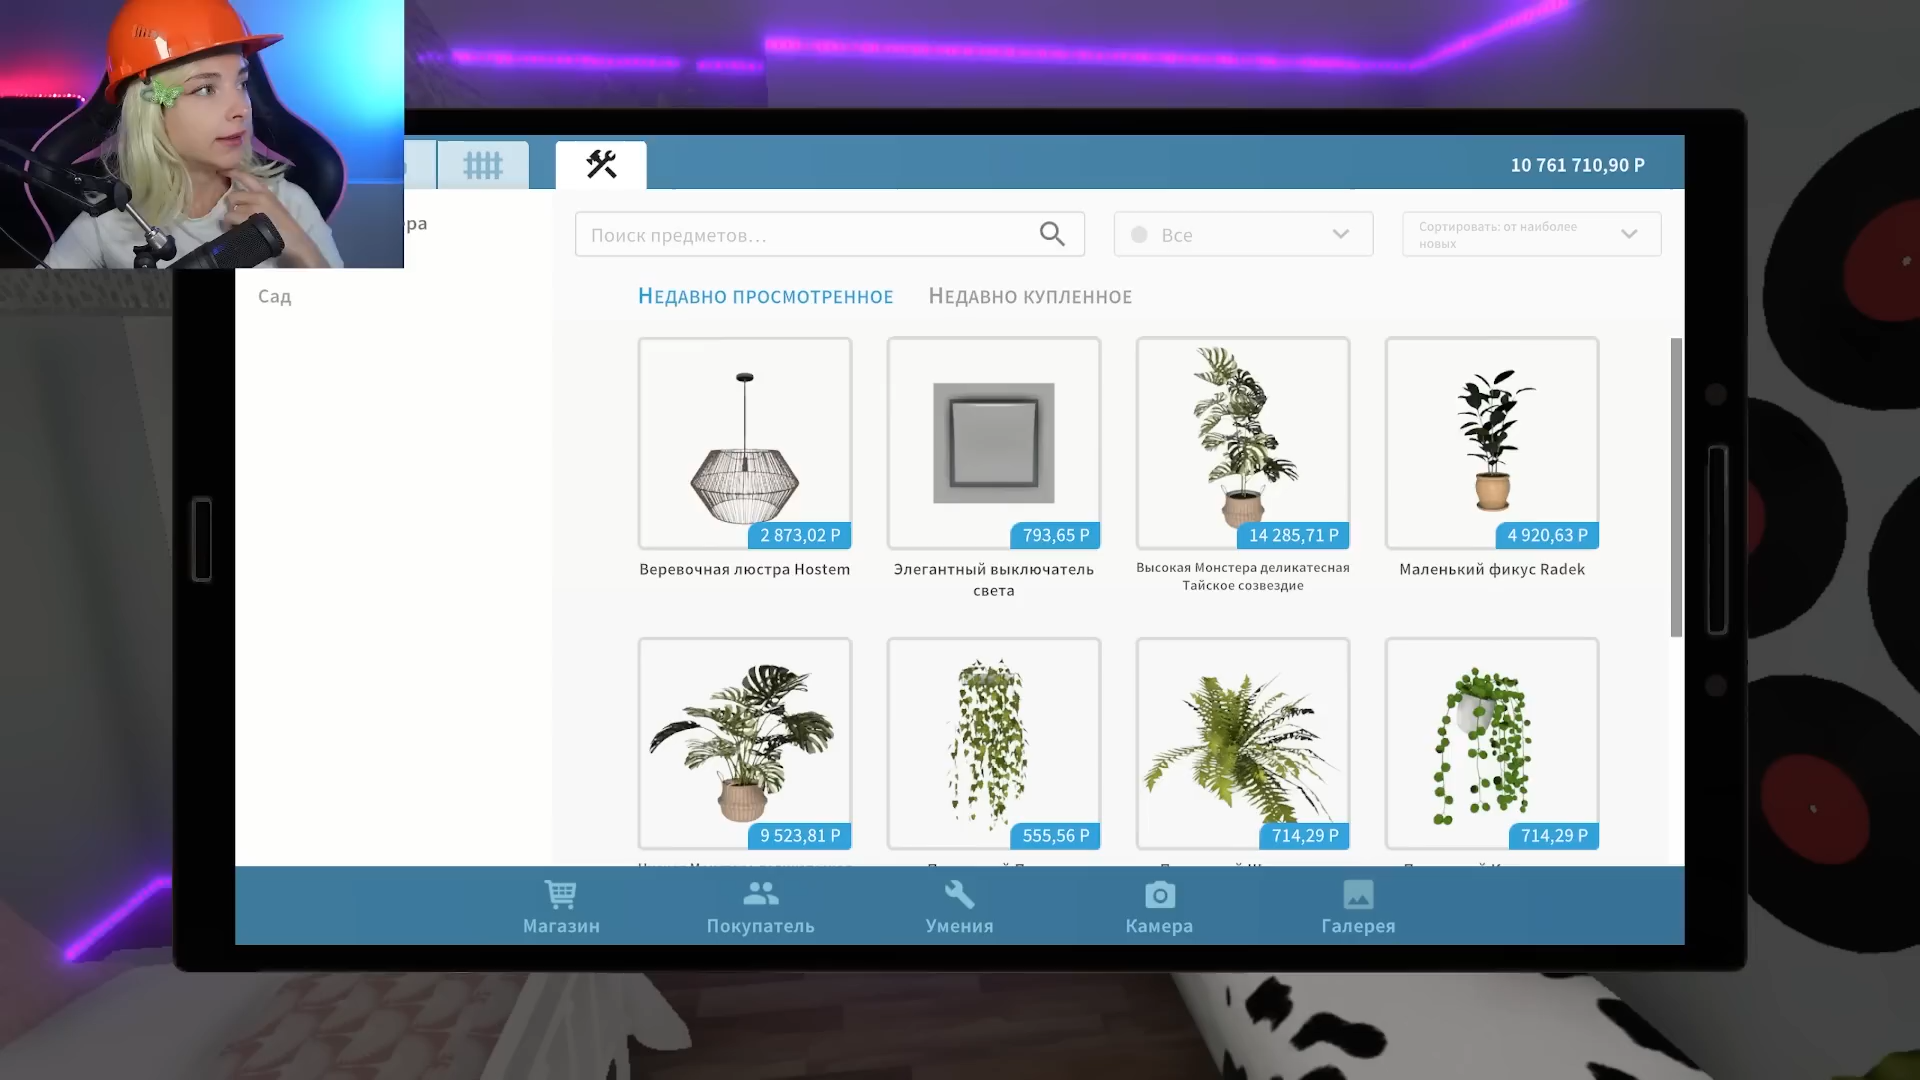 10 761 710,90 Р
ра
Поиск предметов...
Все
Сортировать: от наиболее
новых
Сад
Недавно просмотренное
Недавно купленное
2 873,02 Р
793,65 Р
14 285,71 Р
4 920,63 Р
Веревочная люстра Hostem
Элегантный выключатель
света
Высокая Монстера деликатесная
Тайское созвездие
Маленький фикус Radek
9 523,81 Р
555,56 Р
714,29 Р
714,29 Р
Магазин
Покупатель
Умения
Камера
Галерея